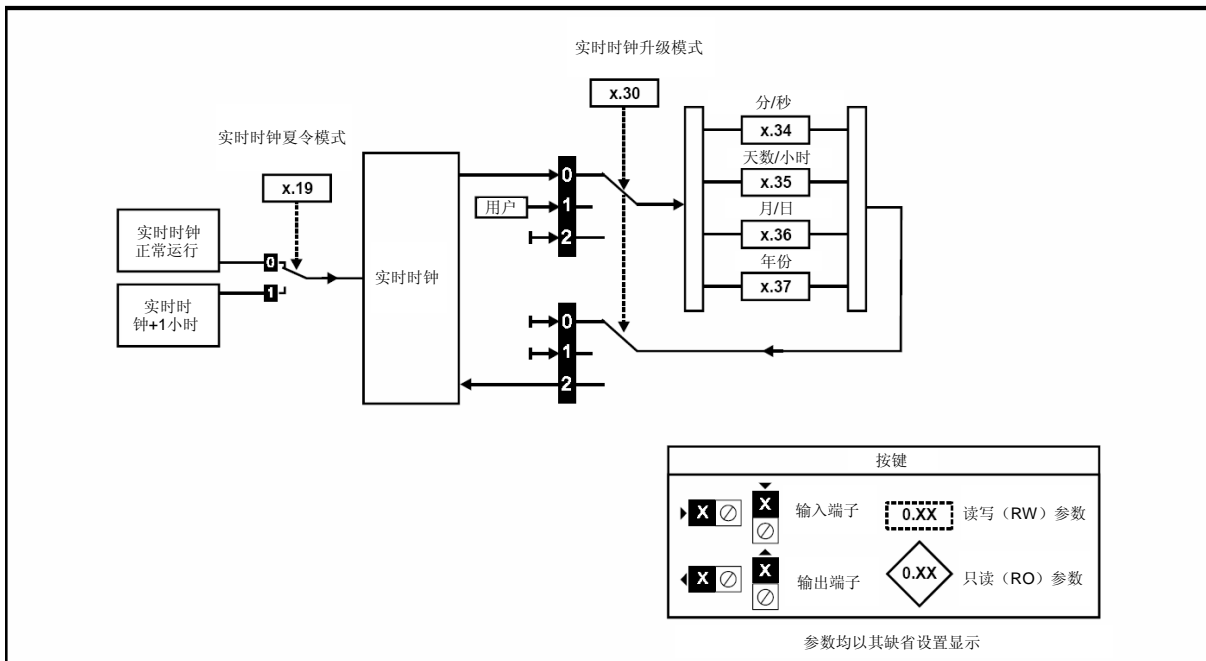 实时时钟升级模式
x.30
分/秒
x.34
天数/小时
x.35
月/日
x.36
年份
x.37
实时时钟夏令模式
x.19
实时时钟
正常运行
0
1
实时时
钟+1小时
实时时钟
0
用户
1
2
0
1
2
按键
X
X
输入端子
0.XX
读写（RW）参数
X
X
输出端子
0.XX
只读（RO）参数
参数均以其缺省设置显示